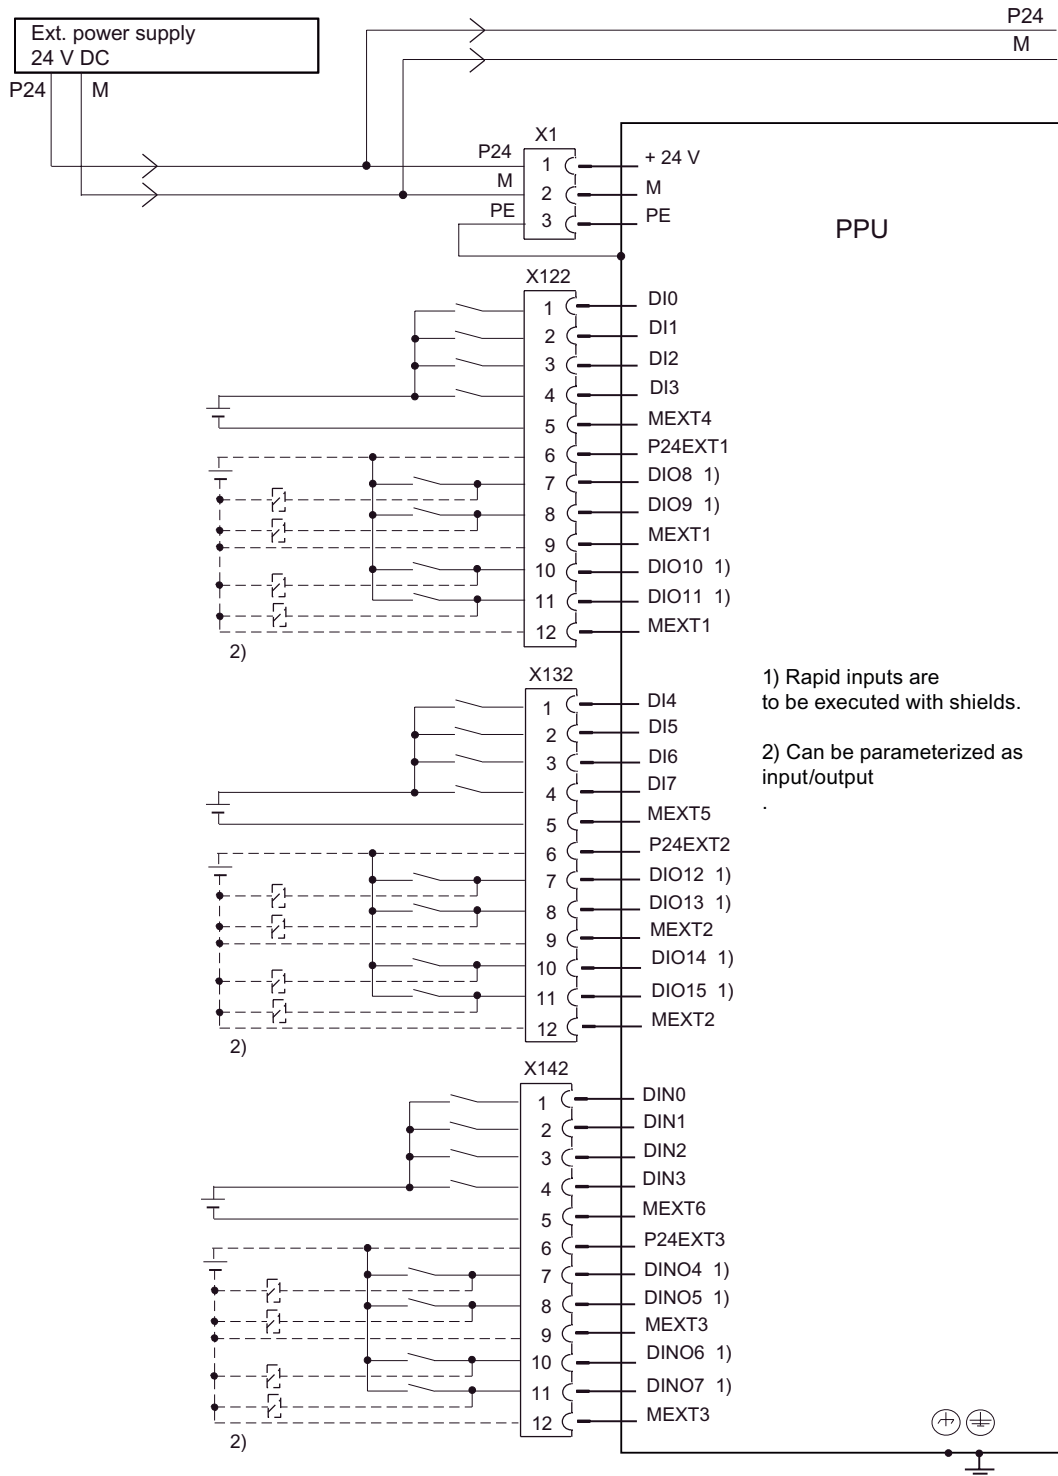 P24
M
Ext. power supply
24 V DC
P24 M
X1
P24 1 + 24 V
M 2 M
PE 3 PE
PPU
X122
1 DI0
2 DI1
3 DI2
4 DI3
5 MEXT4
6 P24EXT1
7 DIO8 1)
8 DIO9 1)
9 MEXT1
10 DIO10 1)
11 DIO11 1)
12 MEXT1
2)
X132
1 DI4
2 DI5
3 DI6
4 DI7
5 MEXT5
6 P24EXT2
7 DIO12 1)
8 DIO13 1)
9 MEXT2
10 DIO14 1)
11 DIO15 1)
12 MEXT2
2)
1) Rapid inputs are
to be executed with shields.
2) Can be parameterized as
input/output
.
X142
1 DIN0
2 DIN1
3 DIN2
4 DIN3
5 MEXT6
6 P24EXT3
7 DINO4 1)
8 DINO5 1)
9 MEXT3
10 DINO6 1)
11 DINO7 1)
12 MEXT3
2)